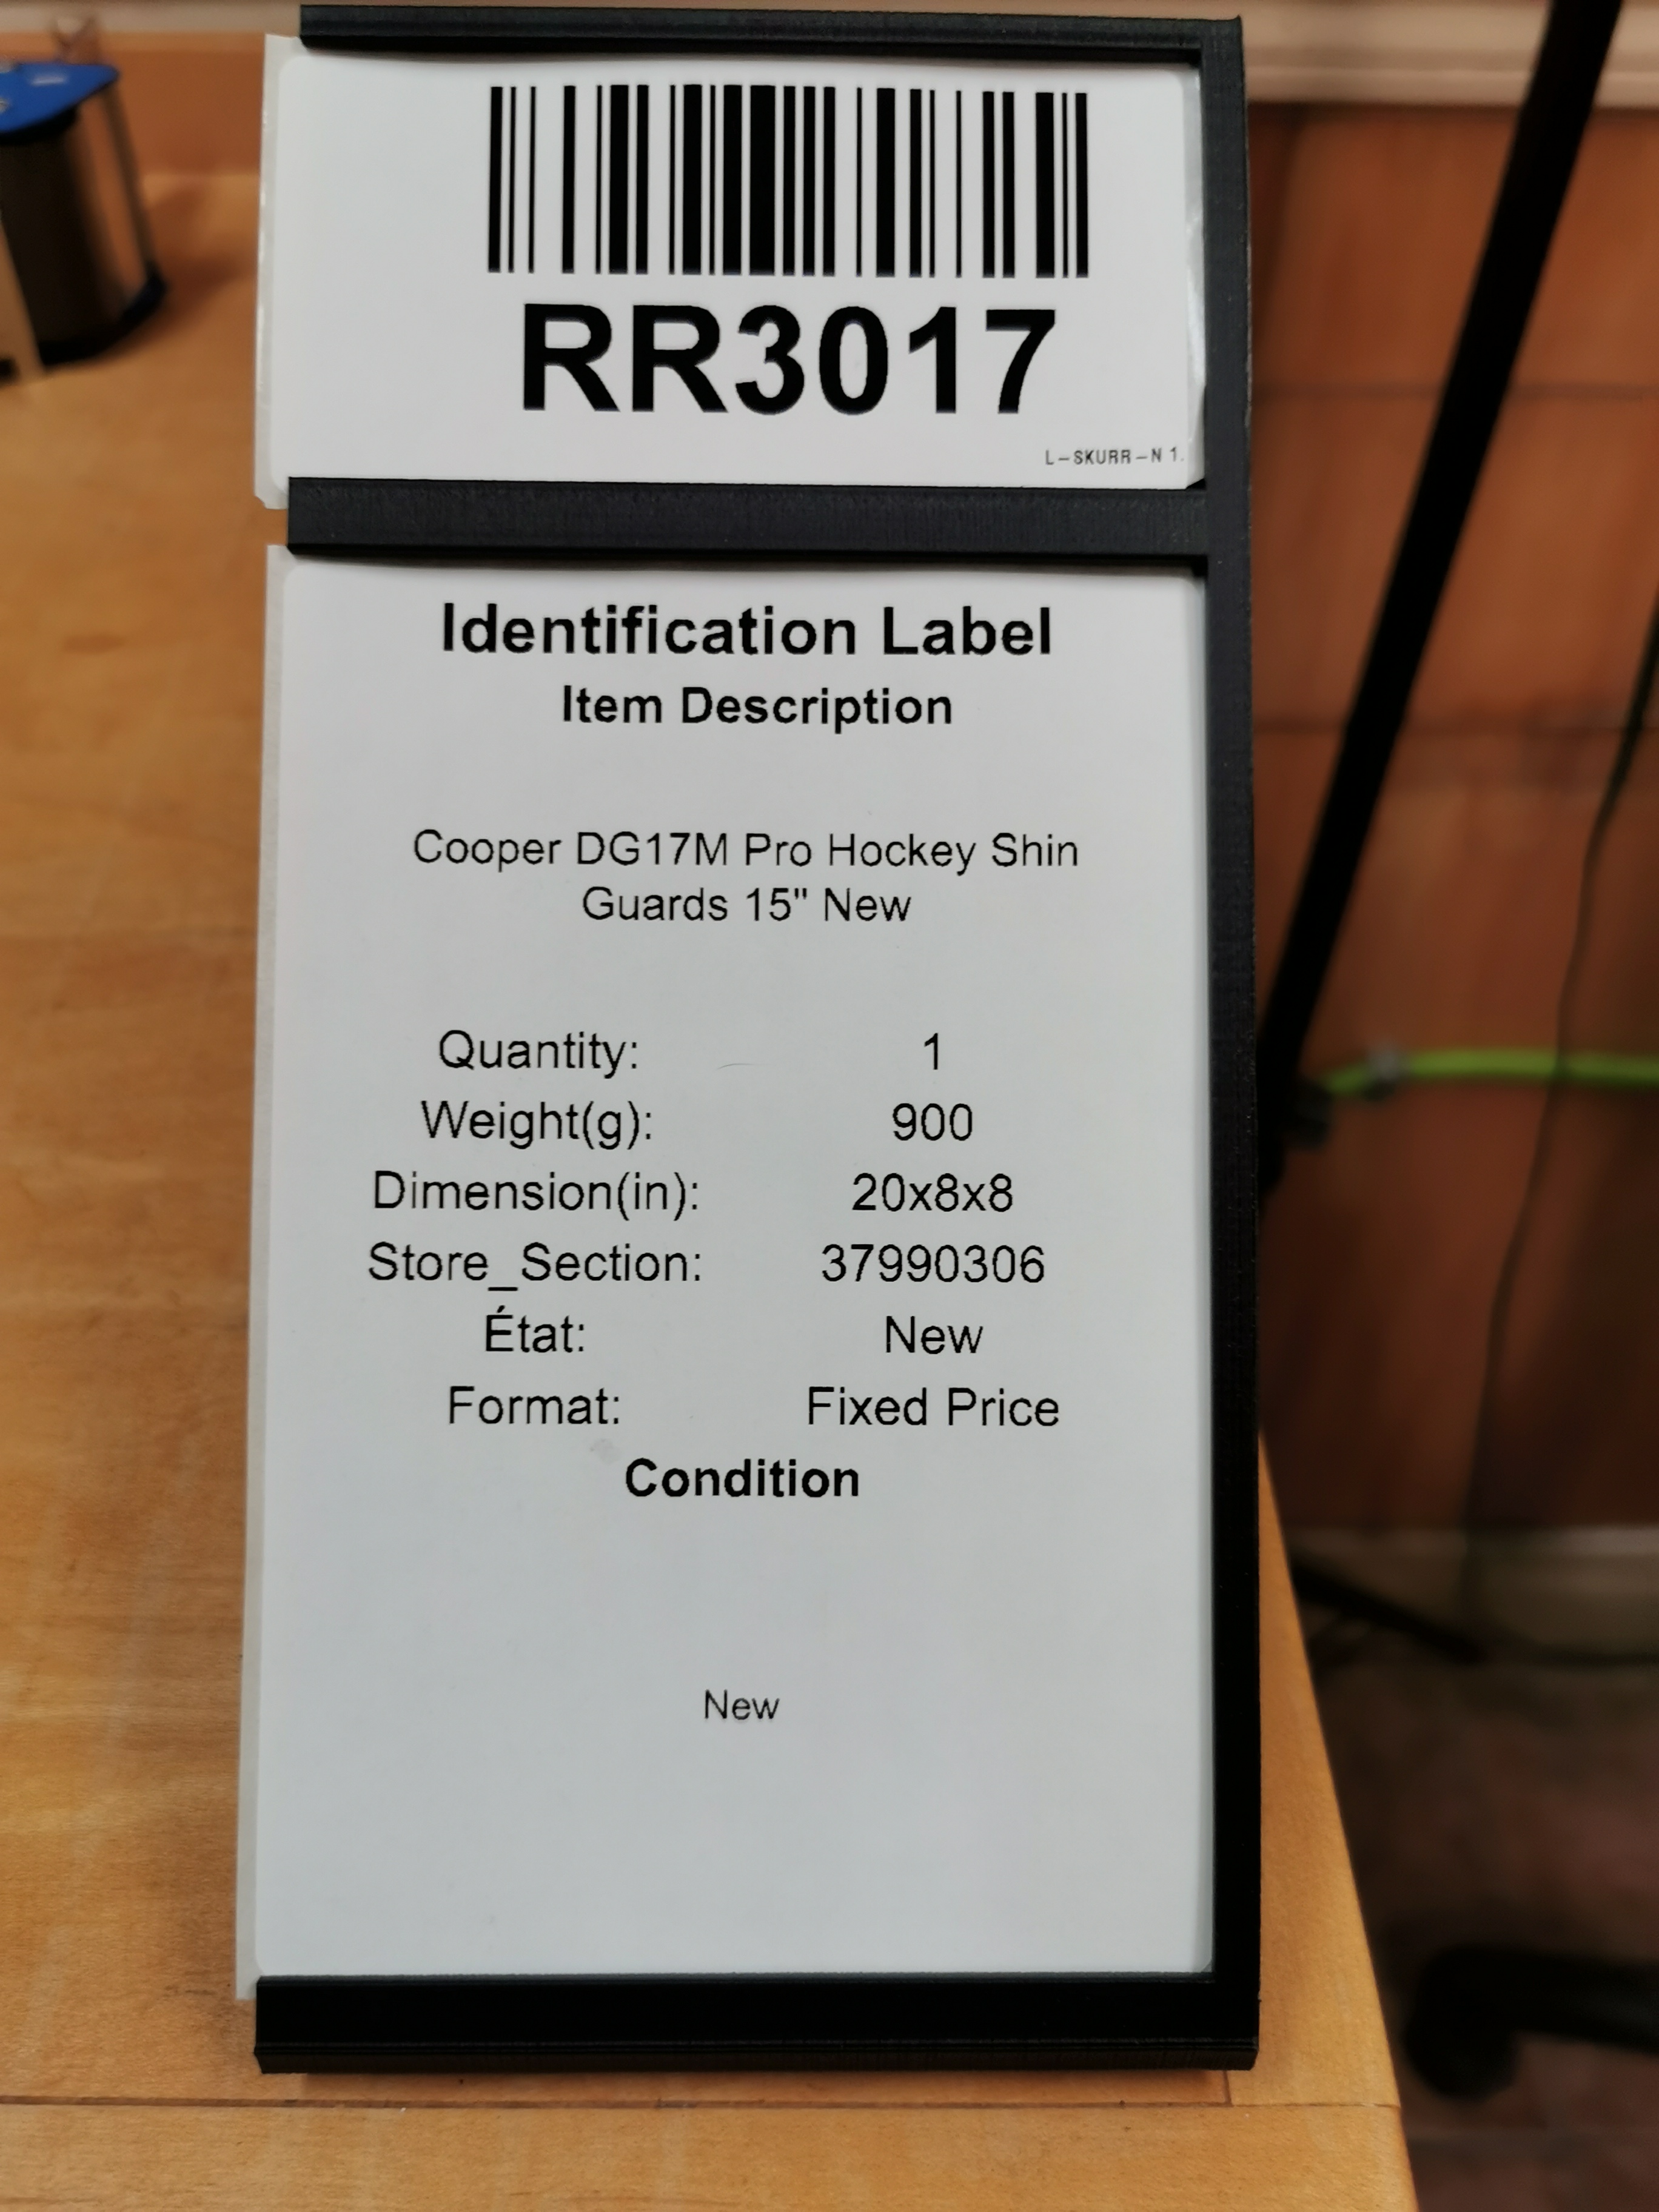 RR3017
L-SKURR-N 1.
Identification Label
Item Description
Cooper DG17M Pro Hockey Shin
Guards 15" New
Quantity: 1
Weight(g): 900
Dimension(in): 20x8x8
Store_Section: 37990306
État: New
Format: Fixed Price
Condition
New